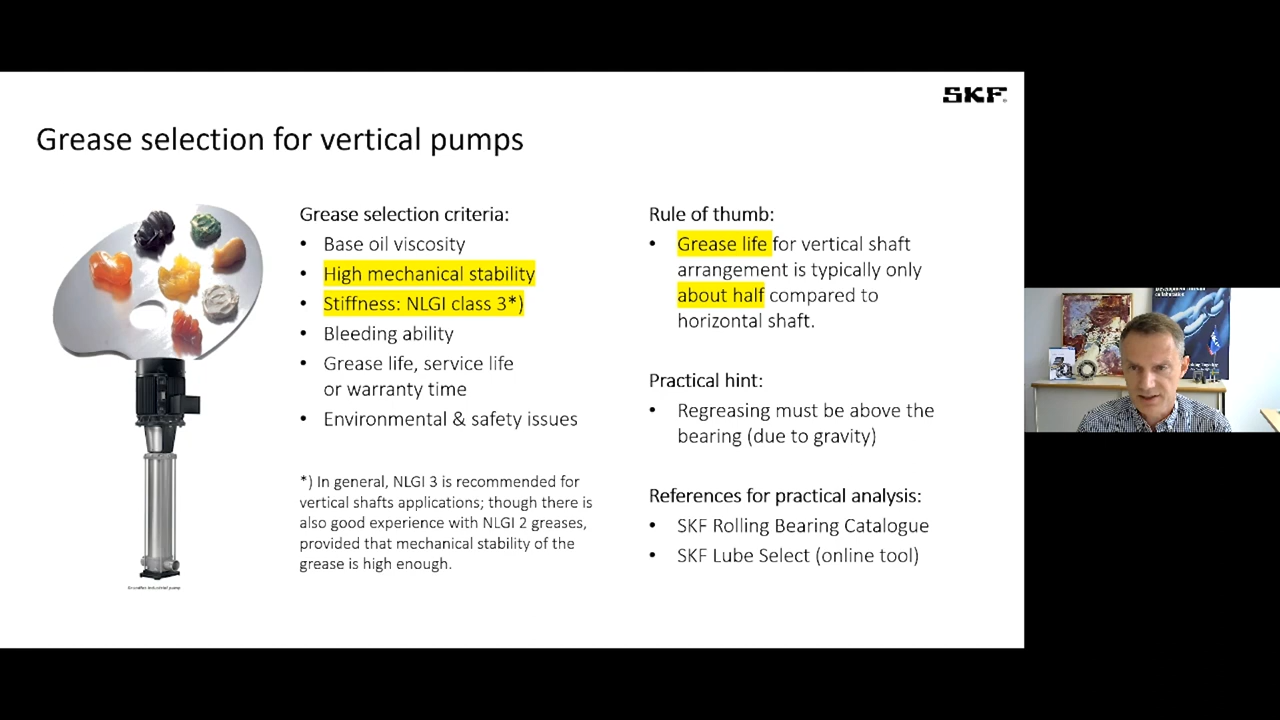 SKF
Grease selection for vertical pumps
Grease selection criteria:
• Base oil viscosity
• High mechanical stability
• Stiffness: NLGI class 3*)
• Bleeding ability
• Grease life, service life
or warranty time
• Environmental & safety issues
*) In general, NLGI 3 is recommended for
vertical shafts applications; though there is
also good experience with NLGI 2 greases,
provided that mechanical stability of the
grease is high enough.
Rule of thumb:
• Grease life for vertical shaft
arrangement is typically only
about half compared to
horizontal shaft.
Practical hint:
• Regreasing must be above the
bearing (due to gravity)
References for practical analysis:
• SKF Rolling Bearing Catalogue
• SKF Lube Select (online tool)